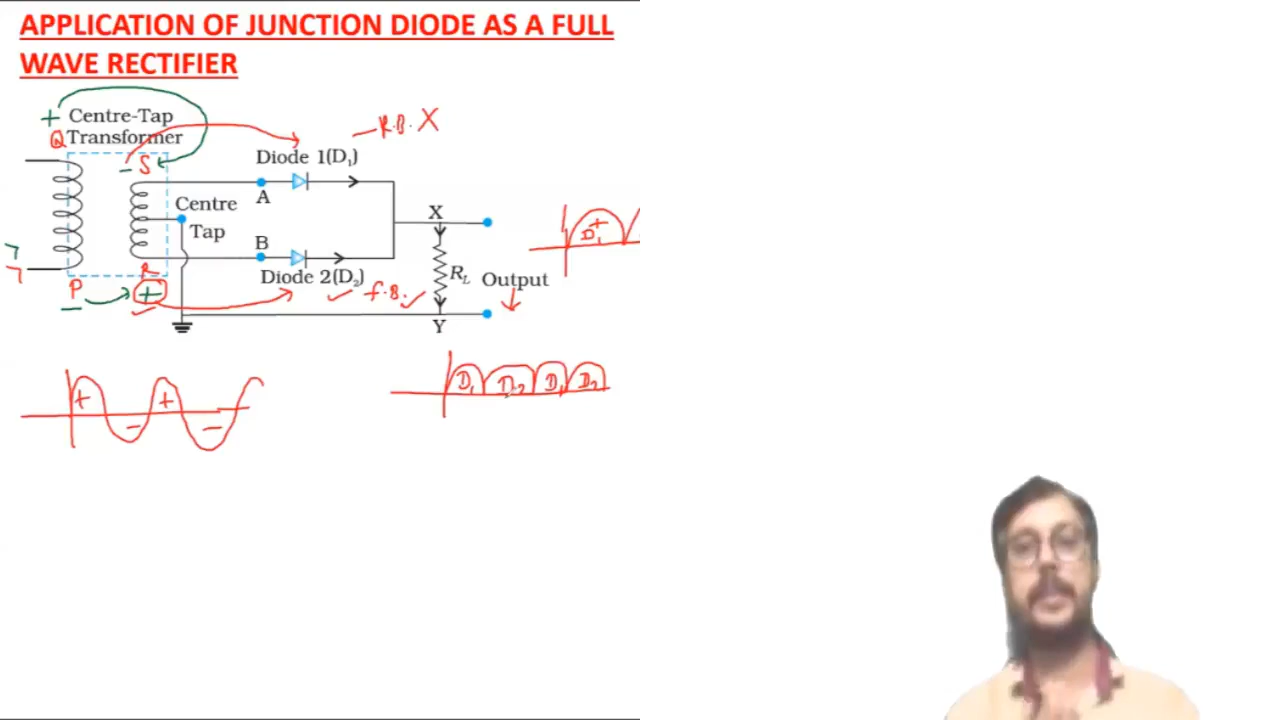 APPLICATION OF JUNCTION DIODE AS A FULL
WAVE RECTIFIER
+ Centre-Tap
Q Transformer
- S
R.B. X
Diode 1(D₁)
A
Centre
Tap
B
Diode 2(D₂)
F.B.
X
R_L
Output
Y
P
R
-
+
D₁ +
+ - + -
D₁ D₂ D₁ D₂